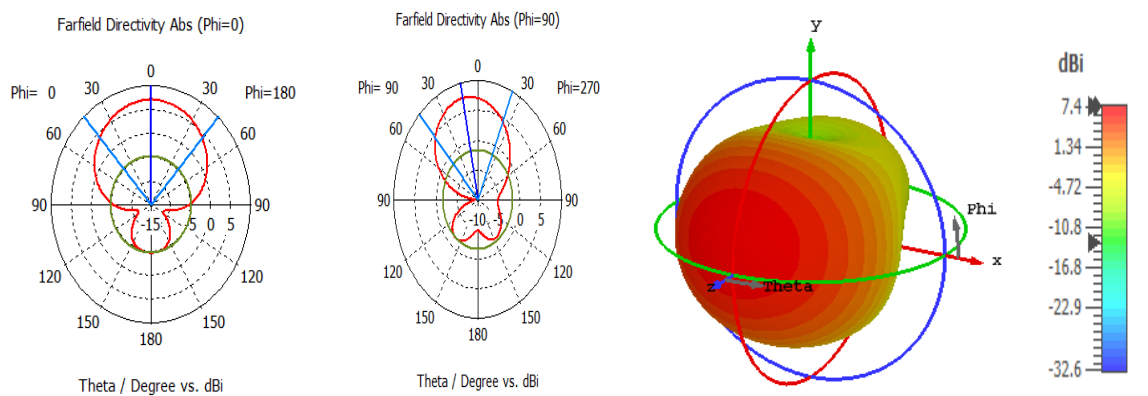 Farfield Directivity Abs (Phi=0)
0
30 30
Phi= 0 Phi=180
60 60
90 -15 -5 0 5 90
120 120
150 150
180
Theta / Degree vs. dBi
Farfield Directivity Abs (Phi=90)
0
30 30
Phi= 90 Phi=270
60 60
90 -10 -5 0 5 90
120 120
150 150
180
Theta / Degree vs. dBi
y
Phi
x
z Theta
dBi
7.4
1.34
-4.72
-10.8
-16.8
-22.9
-32.6